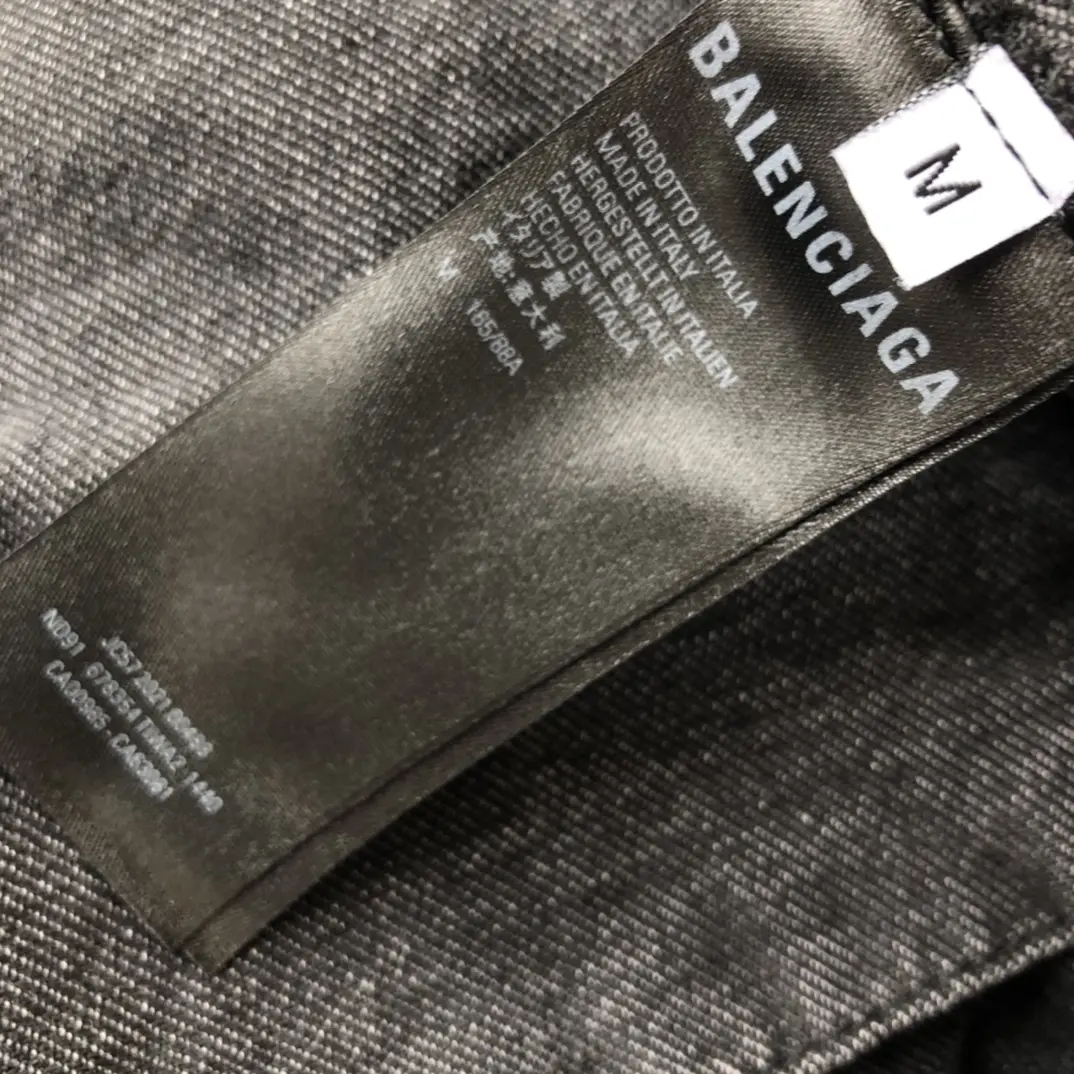 BALENCIAGA
M
PRODOTTO IN ITALIA
MADE IN ITALY
HERGESTELLT IN ITALIEN
FABRIQUE EN ITALIE
HECHO EN ITALIA
イタリア製
产地:意大利
M 165/88A